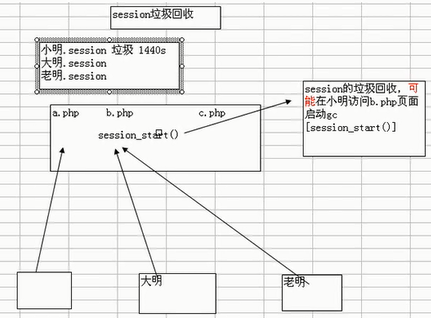 session垃圾回收
小明.session 垃圾 1440s
大明.session
老明.session
a.php b.php c.php
session_start()
session的垃圾回收，可
能在小明访问b.php页面
启动gc
[session_start()]
大明
老明